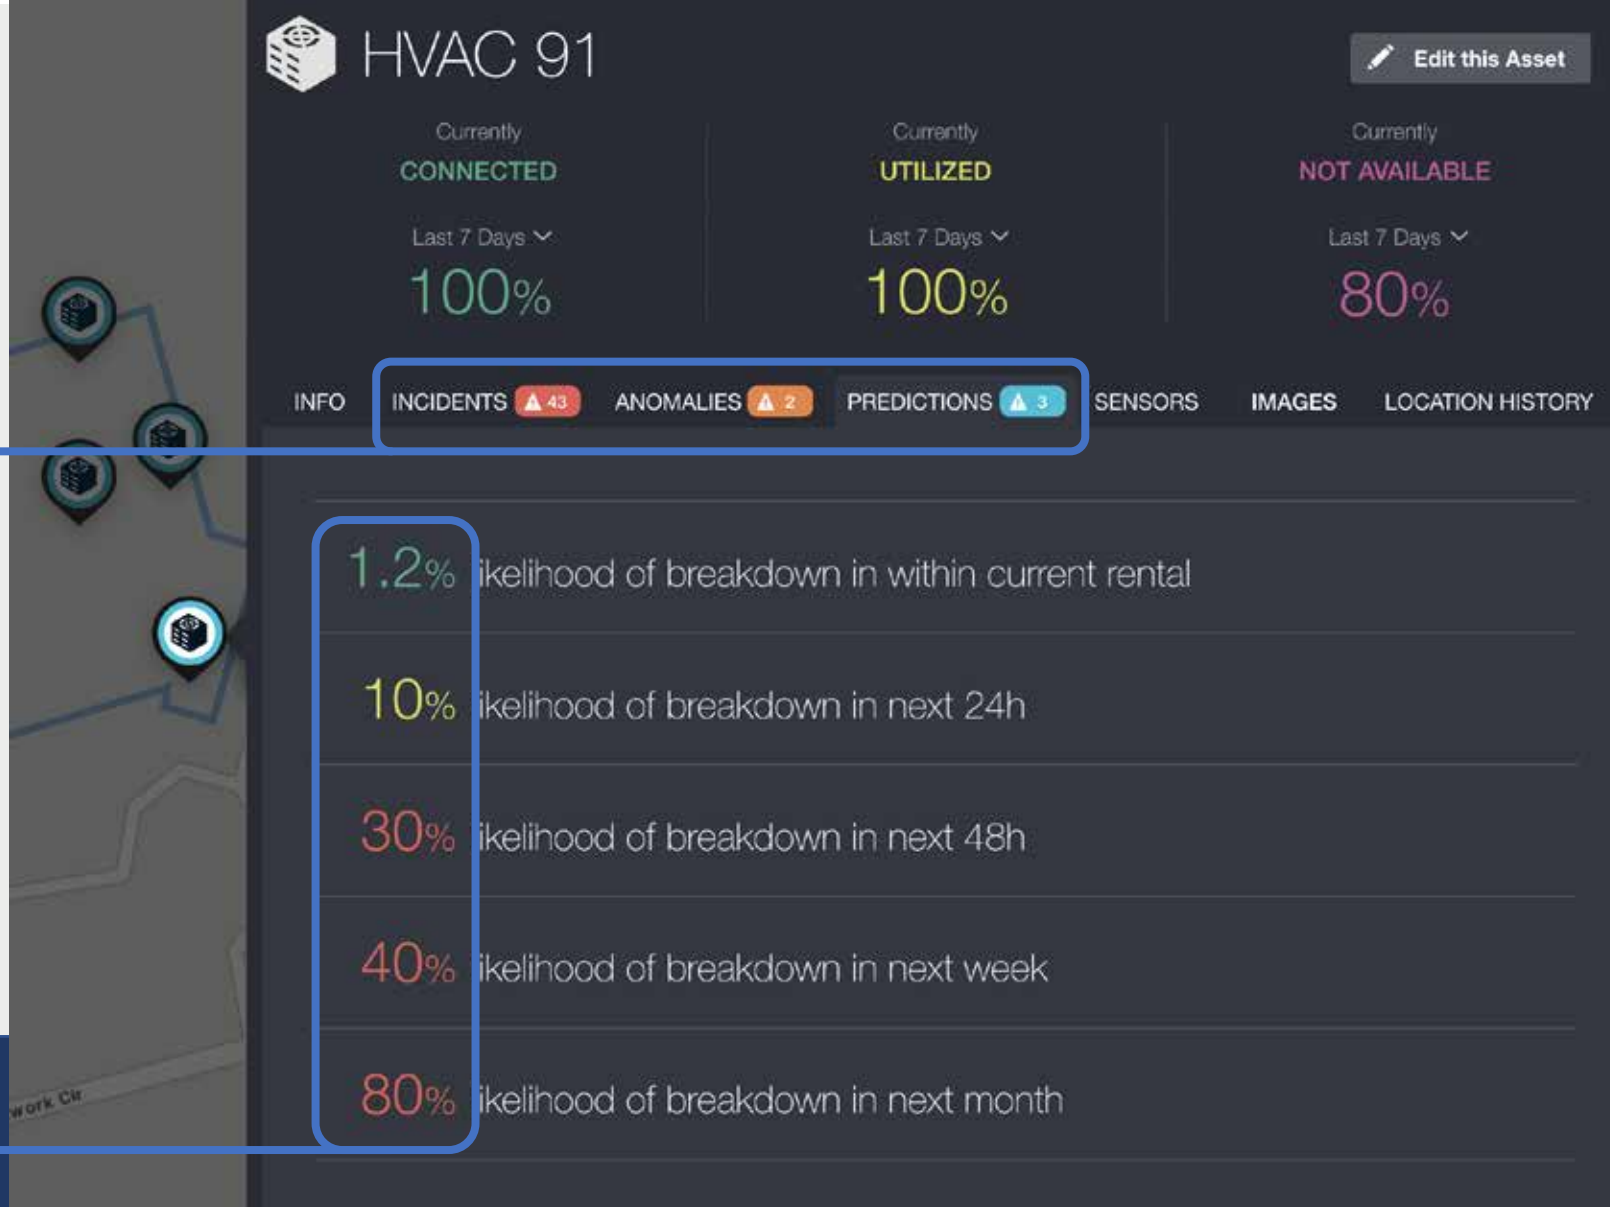 HVAC 91
Edit this Asset
Currently
CONNECTED
Last 7 Days
100%
Currently
UTILIZED
Last 7 Days
100%
Currently
NOT AVAILABLE
Last 7 Days
80%
INFO INCIDENTS 43 ANOMALIES 2 PREDICTIONS 3 SENSORS IMAGES LOCATION HISTORY
1.2% ikelihood of breakdown in within current rental
10% ikelihood of breakdown in next 24h
30% ikelihood of breakdown in next 48h
40% ikelihood of breakdown in next week
80% ikelihood of breakdown in next month
work Cir